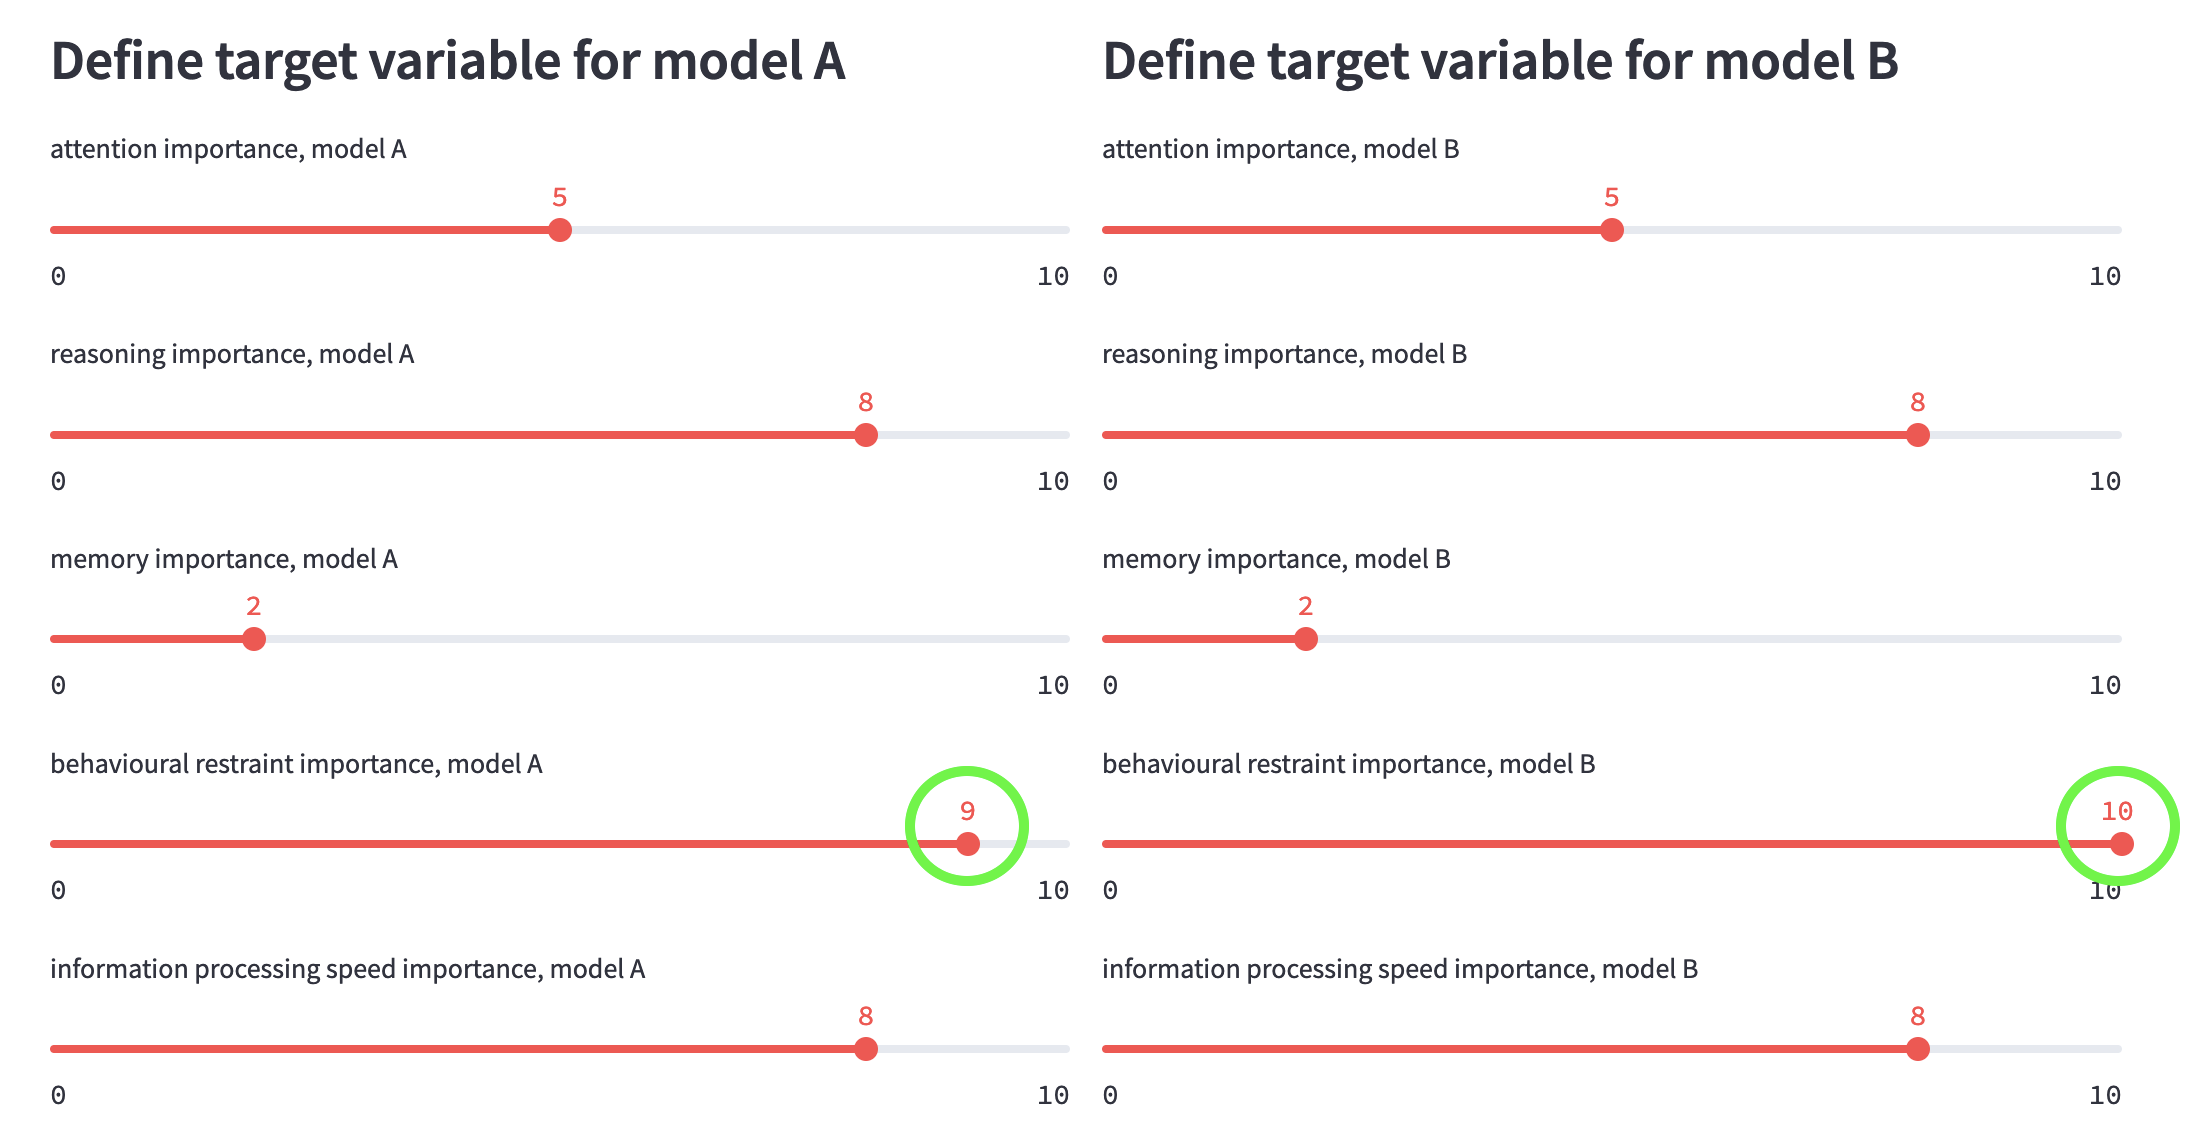 Define target variable for model A
attention importance, model A
5
0 10
reasoning importance, model A
8
0 10
memory importance, model A
2
0 10
behavioural restraint importance, model A
9
0 10
information processing speed importance, model A
8
0 10
Define target variable for model B
attention importance, model B
5
0 10
reasoning importance, model B
8
0 10
memory importance, model B
2
0 10
behavioural restraint importance, model B
10
0 10
information processing speed importance, model B
8
0 10